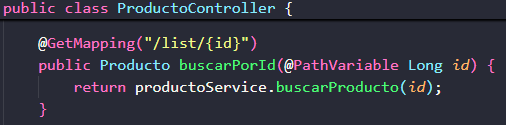 public class ProductoController {
@GetMapping("/list/{id}")
public Producto buscarPorId(@PathVariable Long id) {
return productoService.buscarProducto(id);
}